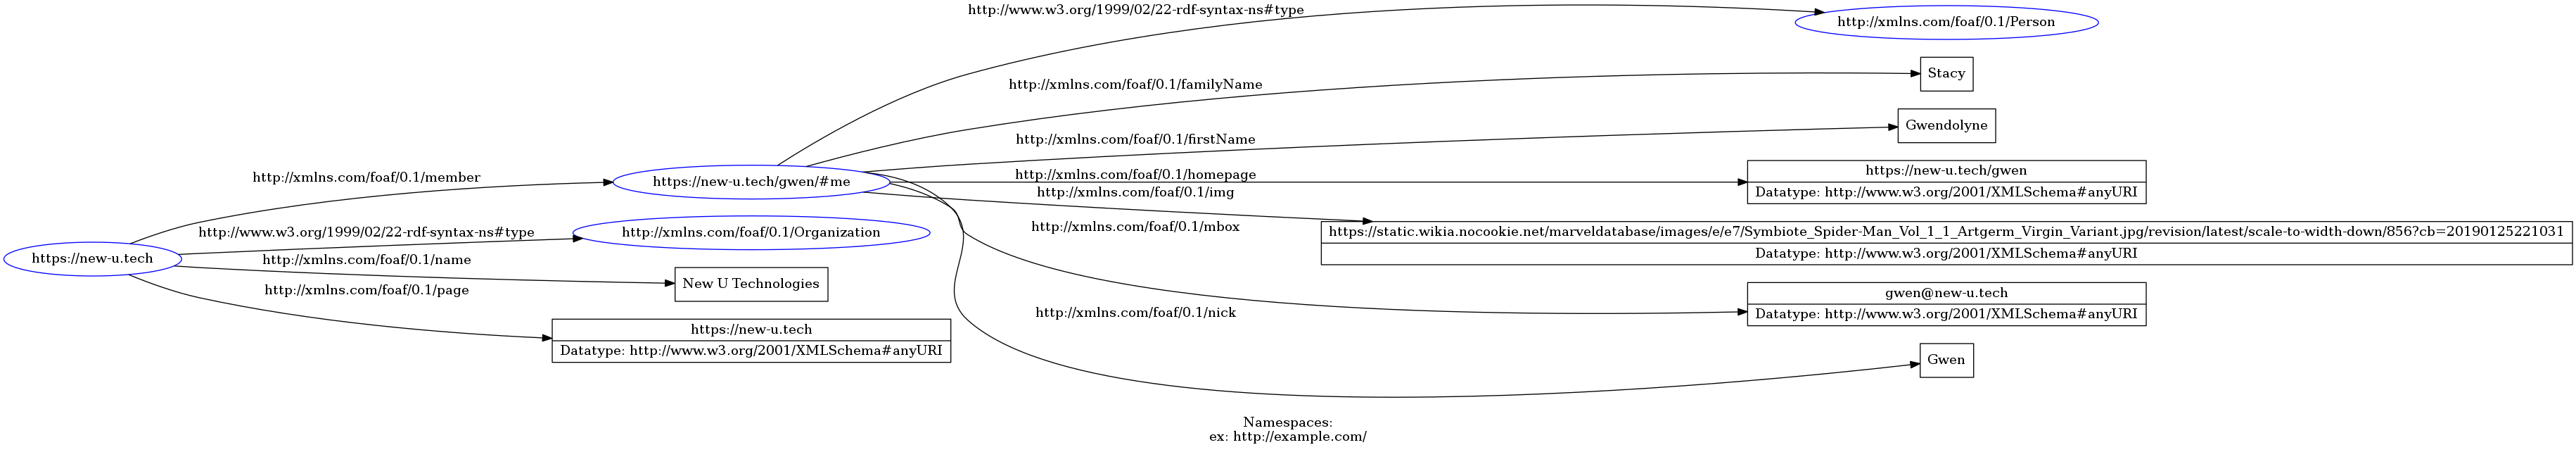 http://www.w3.org/1999/02/22-rdf-syntax-ns#type
http://xmlns.com/foaf/0.1/Person
Stacy
http://xmlns.com/foaf/0.1/familyName
Gwendolyne
http://xmlns.com/foaf/0.1/firstName
https://new-u.tech/gwen
http://xmlns.com/foaf/0.1/homepage
http://xmlns.com/foaf/0.1/member
https://new-u.tech/gwen/#me
Datatype: http://www.w3.org/2001/XMLSchema#anyURI
http://xmlns.com/foaf/0.1/img
http://xmlns.com/foaf/0.1/mbox
http://www.w3.org/1999/02/22-rdf-syntax-ns#type
http://xmlns.com/foaf/0.1/Organization
https://static.wikia.nocookie.net/marveldatabase/images/e/e7/Symbiote_Spider-Man_Vol_1_1_Artgerm_Virgin_Variant.jpg/revision/latest/scale-to-width-down/856?cb=20190125221031
Datatype: http://www.w3.org/2001/XMLSchema#anyURI
https://new-u.tech
http://xmlns.com/foaf/0.1/name
New U Technologies
http://xmlns.com/foaf/0.1/page
gwen@new-u.tech
Datatype: http://www.w3.org/2001/XMLSchema#anyURI
http://xmlns.com/foaf/0.1/nick
https://new-u.tech
Datatype: http://www.w3.org/2001/XMLSchema#anyURI
Gwen
Namespaces:
ex: http://example.com/